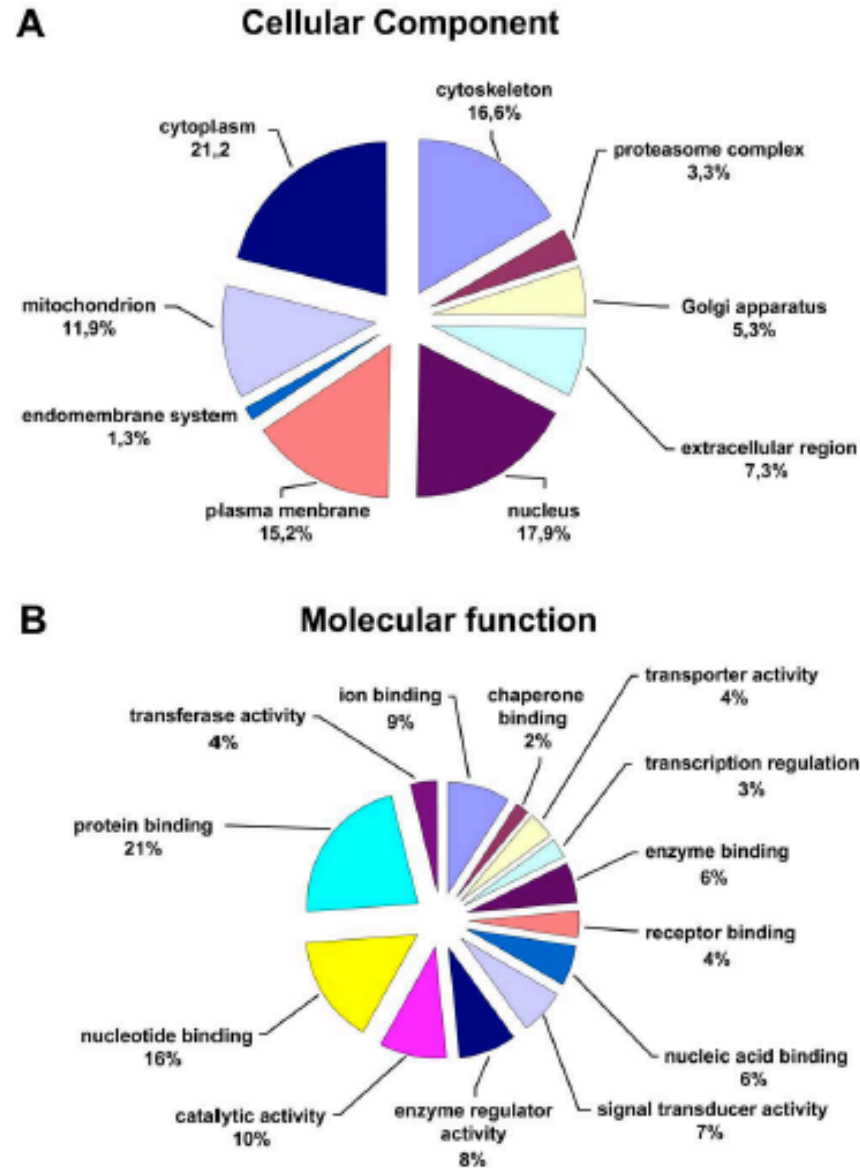 A
Cellular Component
cytoskeleton
16,6%
cytoplasm
21,2
proteasome complex
3,3%
mitochondrion
11,9%
Golgi apparatus
5,3%
endomembrane system
1,3%
extracellular region
7,3%
plasma menbrane
15,2%
nucleus
17,9%
B
Molecular function
transporter activity
4%
ion binding
9%
chaperone
binding
2%
transferase activity
4%
transcription regulation
3%
protein binding
21%
enzyme binding
6%
receptor binding
4%
nucleotide binding
16%
nucleic acid binding
6%
catalytic activity
10%
enzyme regulator
activity
8%
signal transducer activity
7%